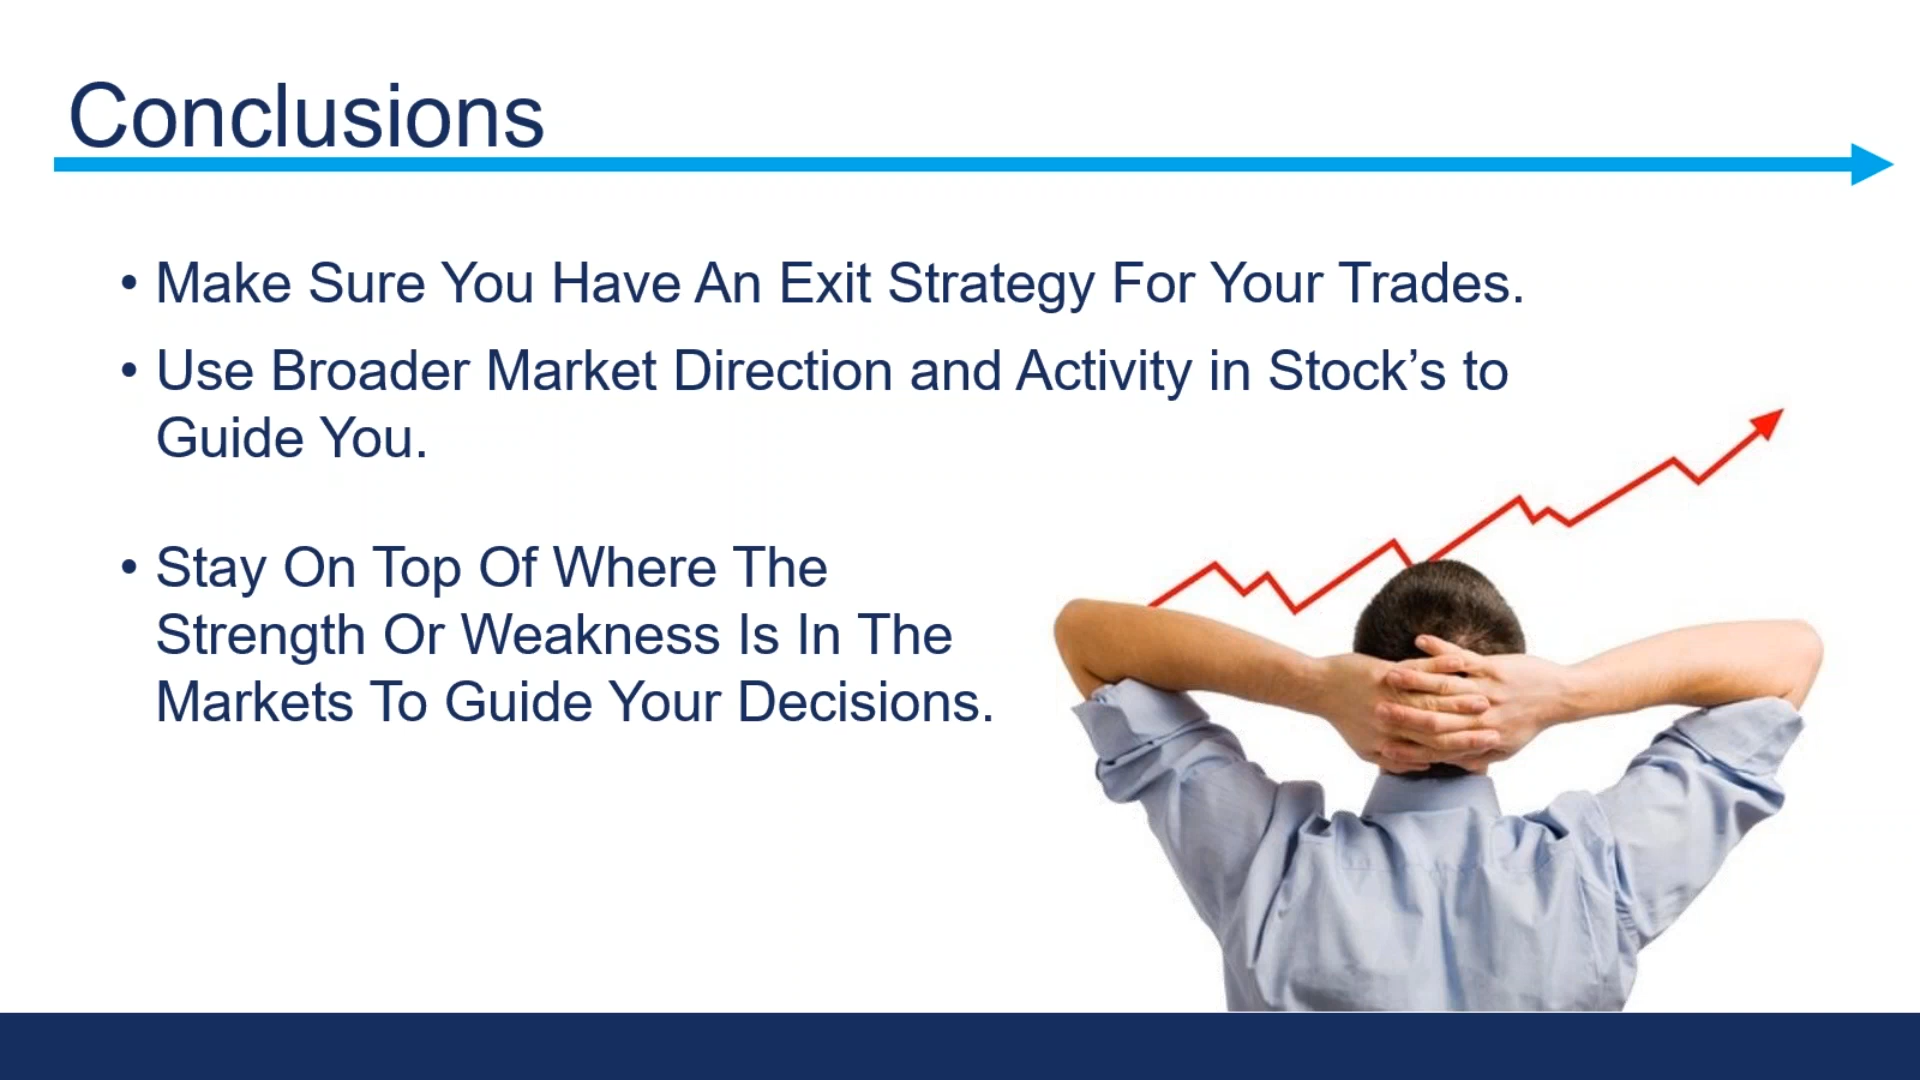 Conclusions
• Make Sure You Have An Exit Strategy For Your Trades.
• Use Broader Market Direction and Activity in Stock’s to
Guide You.
• Stay On Top Of Where The
Strength Or Weakness Is In The
Markets To Guide Your Decisions.